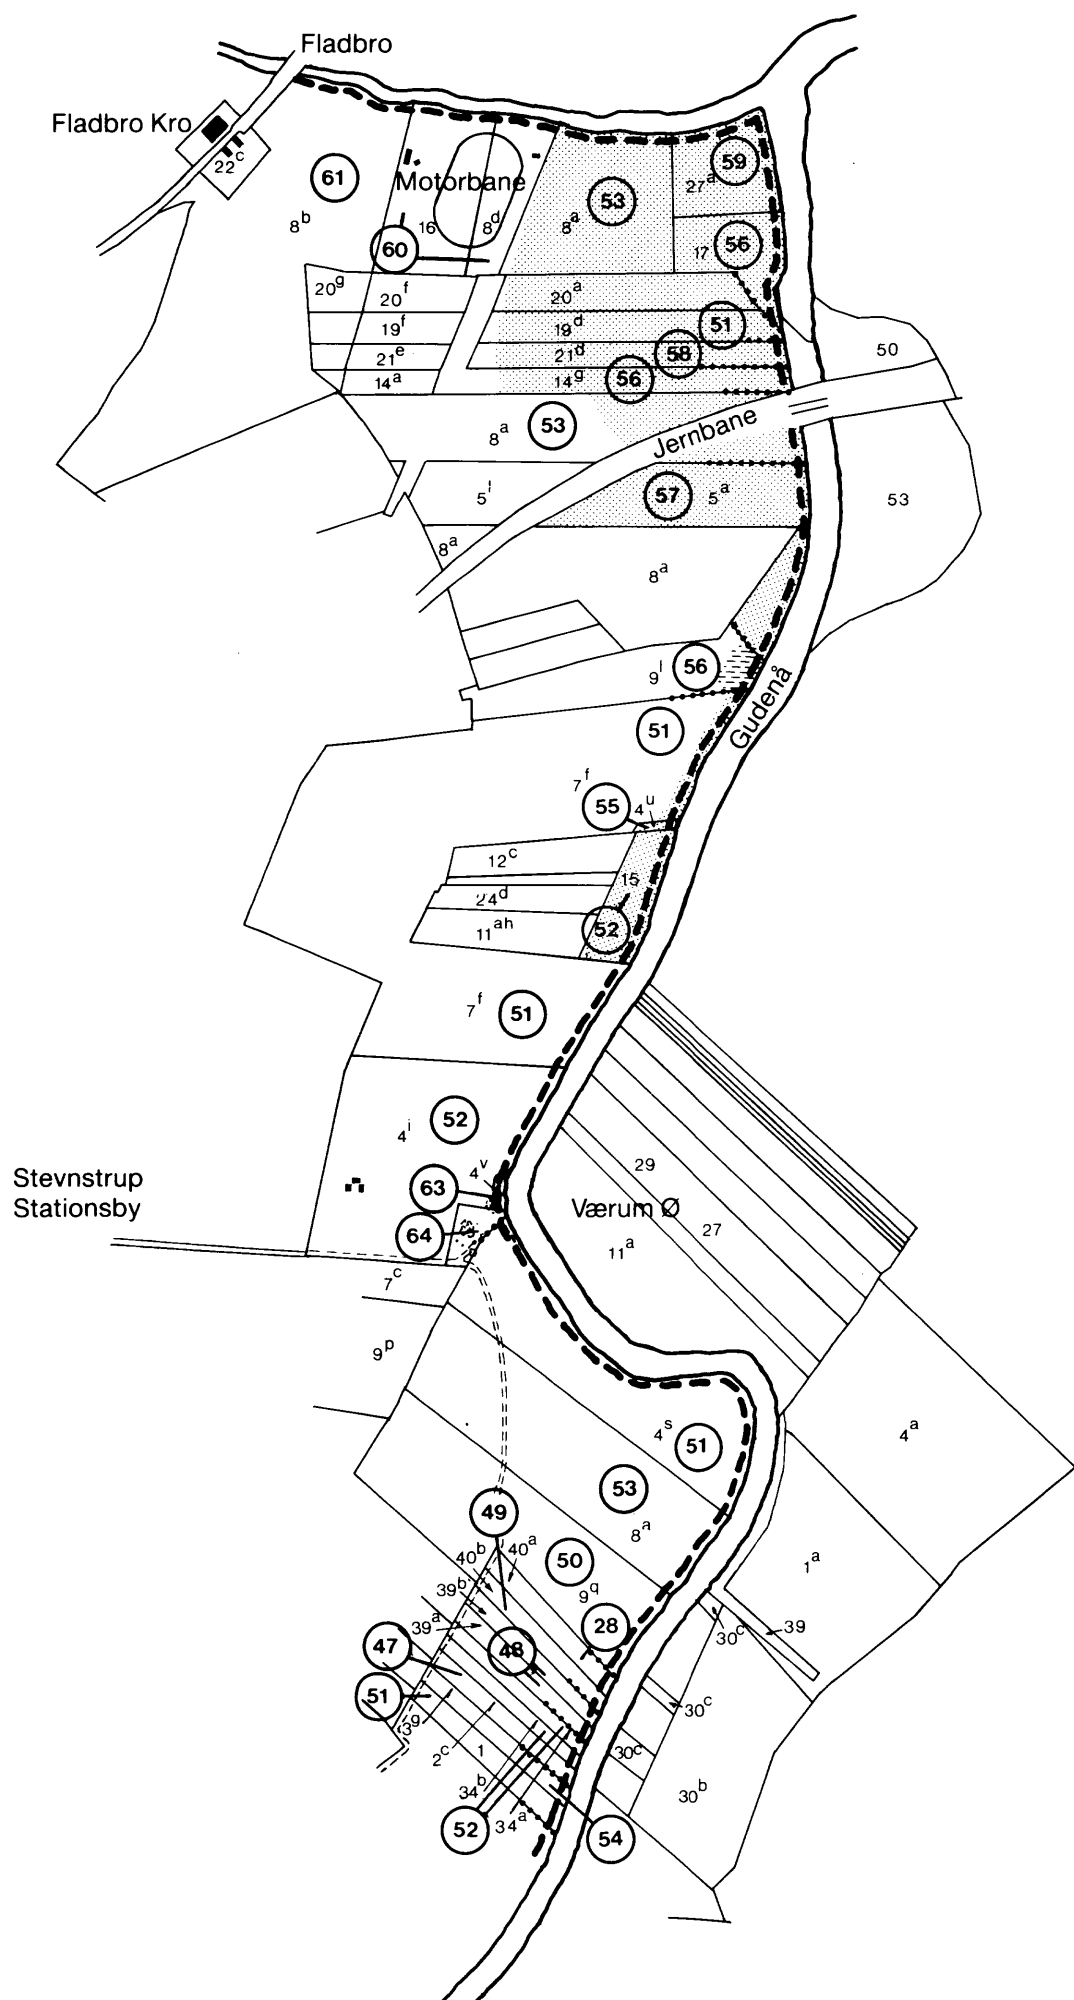 Fladbro
Fladbro Kro
22c
61
Motorbane
53
59
27a
8b
16
8d
8a
60
17
56
20g
20f
20a
19f
19d
51
21e
21d
58
50
14a
14g
56
8a
53
Jernbane
5l
57
5a
53
8a
8a
9l
56
51
Gudenå
7f
55
4u
12c
15
24d
11ah
52
7f
51
4i
52
4v
29
Stevnstrup
Stationsby
63
Værum Ø
64
11a
27
7c
9p
4s
51
4a
53
49
8a
40b
40a
50
1a
39b
9q
39a
28
30c
39
47
48
51
30c
39
2c
1
30c
34b
30b
52
34a
54